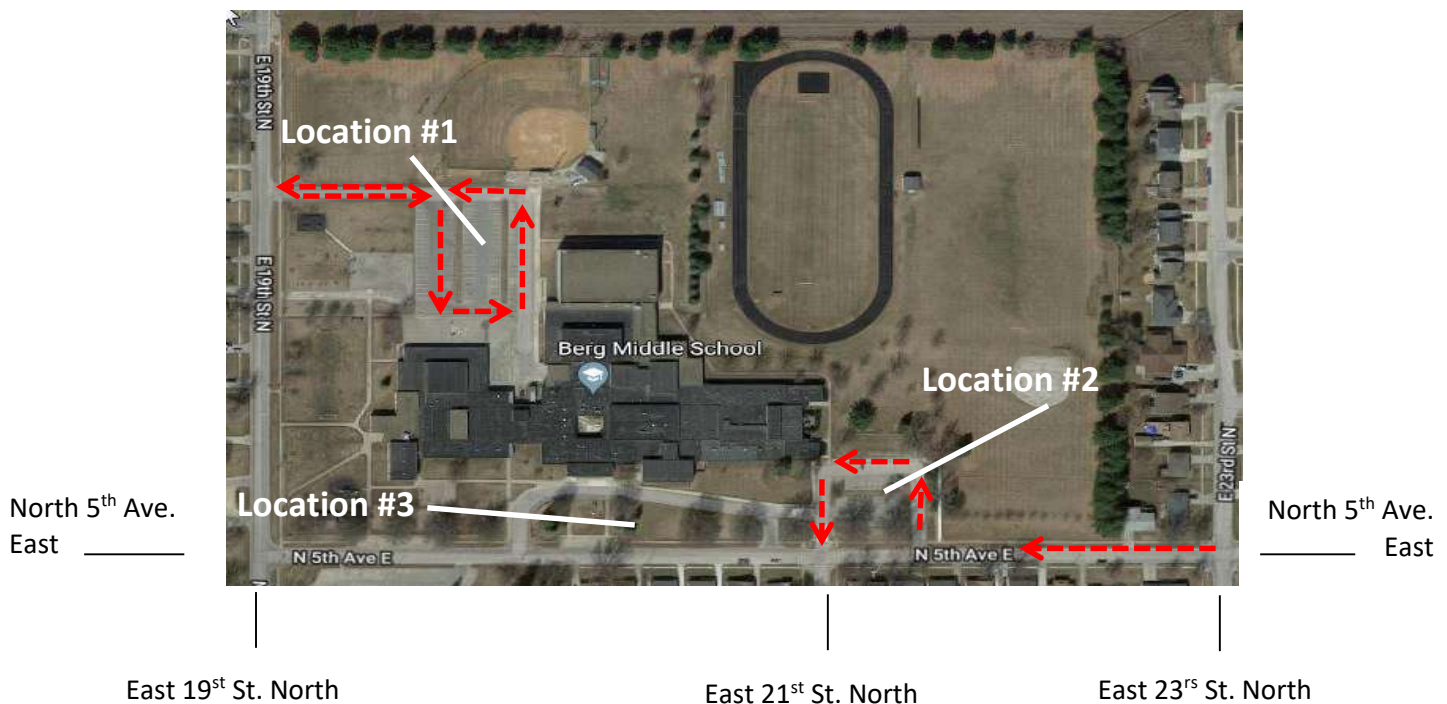 E 19th St N
Location #1
E 19th St N
Berg Middle School
Location #2
E 23rd St N
Location #3
North 5th Ave.
East ______
North 5th Ave.
______ East
N 5th Ave E
N 5th Ave E
East 19st St. North
East 21st St. North
East 23rs St. North